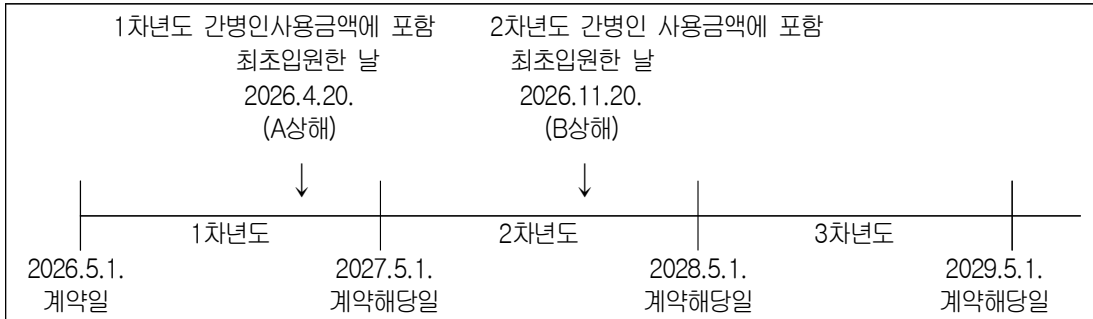 1차년도 간병인사용금액에 포함
최초입원한 날
2026.4.20.
(A상해)
2차년도 간병인 사용금액에 포함
최초입원한 날
2026.11.20.
(B상해)
1차년도
2차년도
3차년도
2026.5.1.
계약일
2027.5.1.
계약해당일
2028.5.1.
계약해당일
2029.5.1.
계약해당일